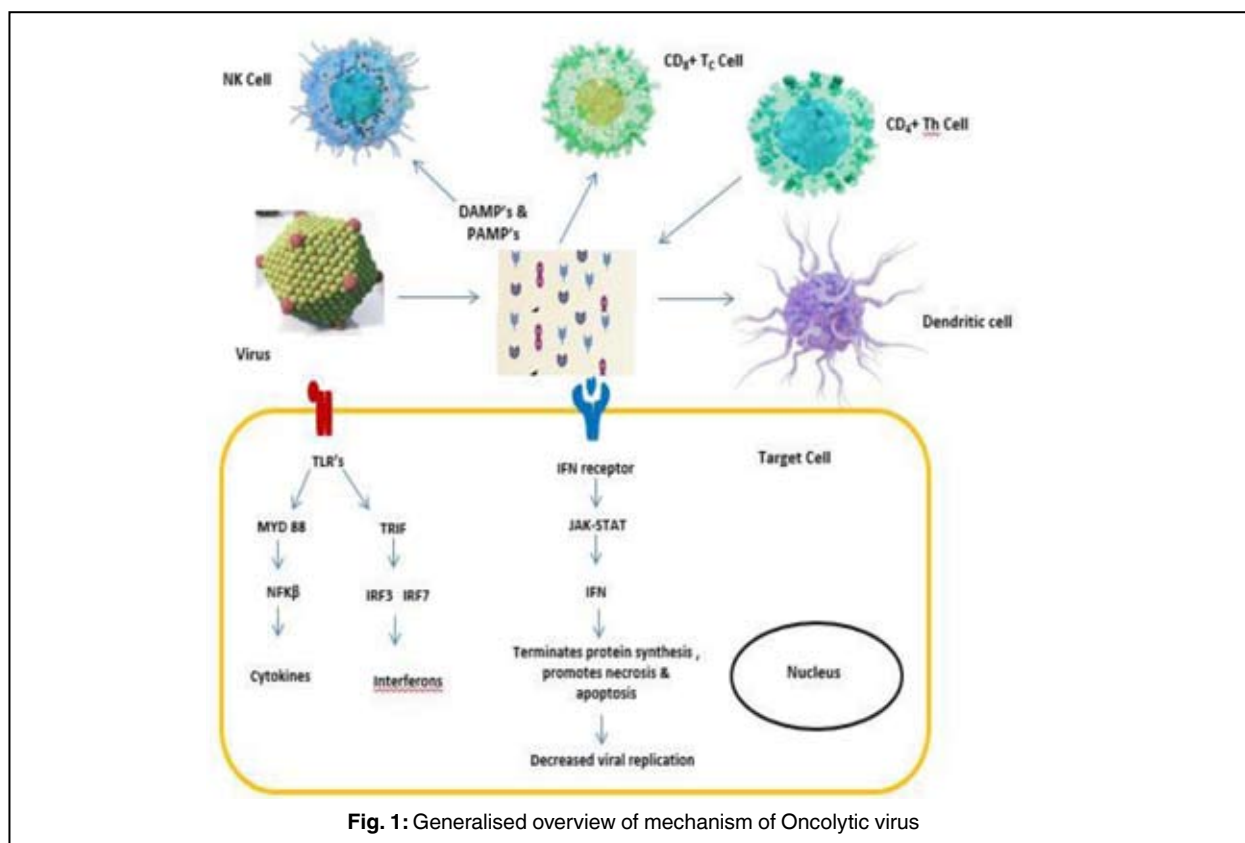 NK Cell
CD8+ TC Cell
CD4+ Th Cell
DAMP's &
PAMP's
Virus
Dendritic cell
TLR's
IFN receptor
Target Cell
MYD 88
TRIF
JAK-STAT
NFKβ
IRF3 IRF7
IFN
Cytokines
Interferons
Terminates protein synthesis ,
promotes necrosis &
apoptosis
Nucleus
Decreased viral replication
Fig. 1: Generalised overview of mechanism of Oncolytic virus